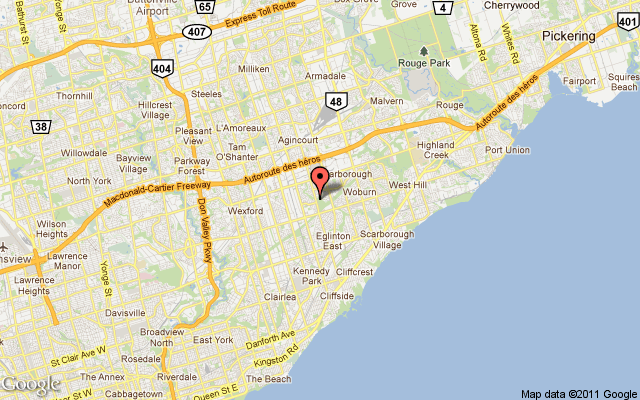 Buttonville
Airport
65
Box Grove
4
Cherrywood
Bathurst St
Yonge St
Express Toll Route
407
Altona Rd
Whites Rd
Pickering
401
404
Milliken
Rouge Park
Armadale
Fairport
Squires
Beach
Thornhill
Steeles
Hillcrest
Village
48
Malvern
Rouge
Autoroute des héros
oncord
38
Pleasant
View
L'Amoreaux
Agincourt
Highland
Creek
Port Union
Willowdale
Bayview
Village
Parkway
Forest
Tam
O'Shanter
Autoroute des héros
carborough
North York
Macdonald-Cartier Freeway
Woburn
West Hill
Wexford
Don Valley Pkwy
Wilson
Heights
Eglinton
East
Scarborough
Village
nsview
Lawrence
Manor
Yonge St
Kennedy
Park
Cliffcrest
Lawrence
Heights
Clairlea
Cliffside
Davisville
Broadview
North
East York
Danforth Ave
St Clair Ave W
Rosedale
Kingston Rd
The Annex
Riverdale
The Beach
Bloor St W
Cabbagetown
Queen St E
Google
Map data ©2011 Google